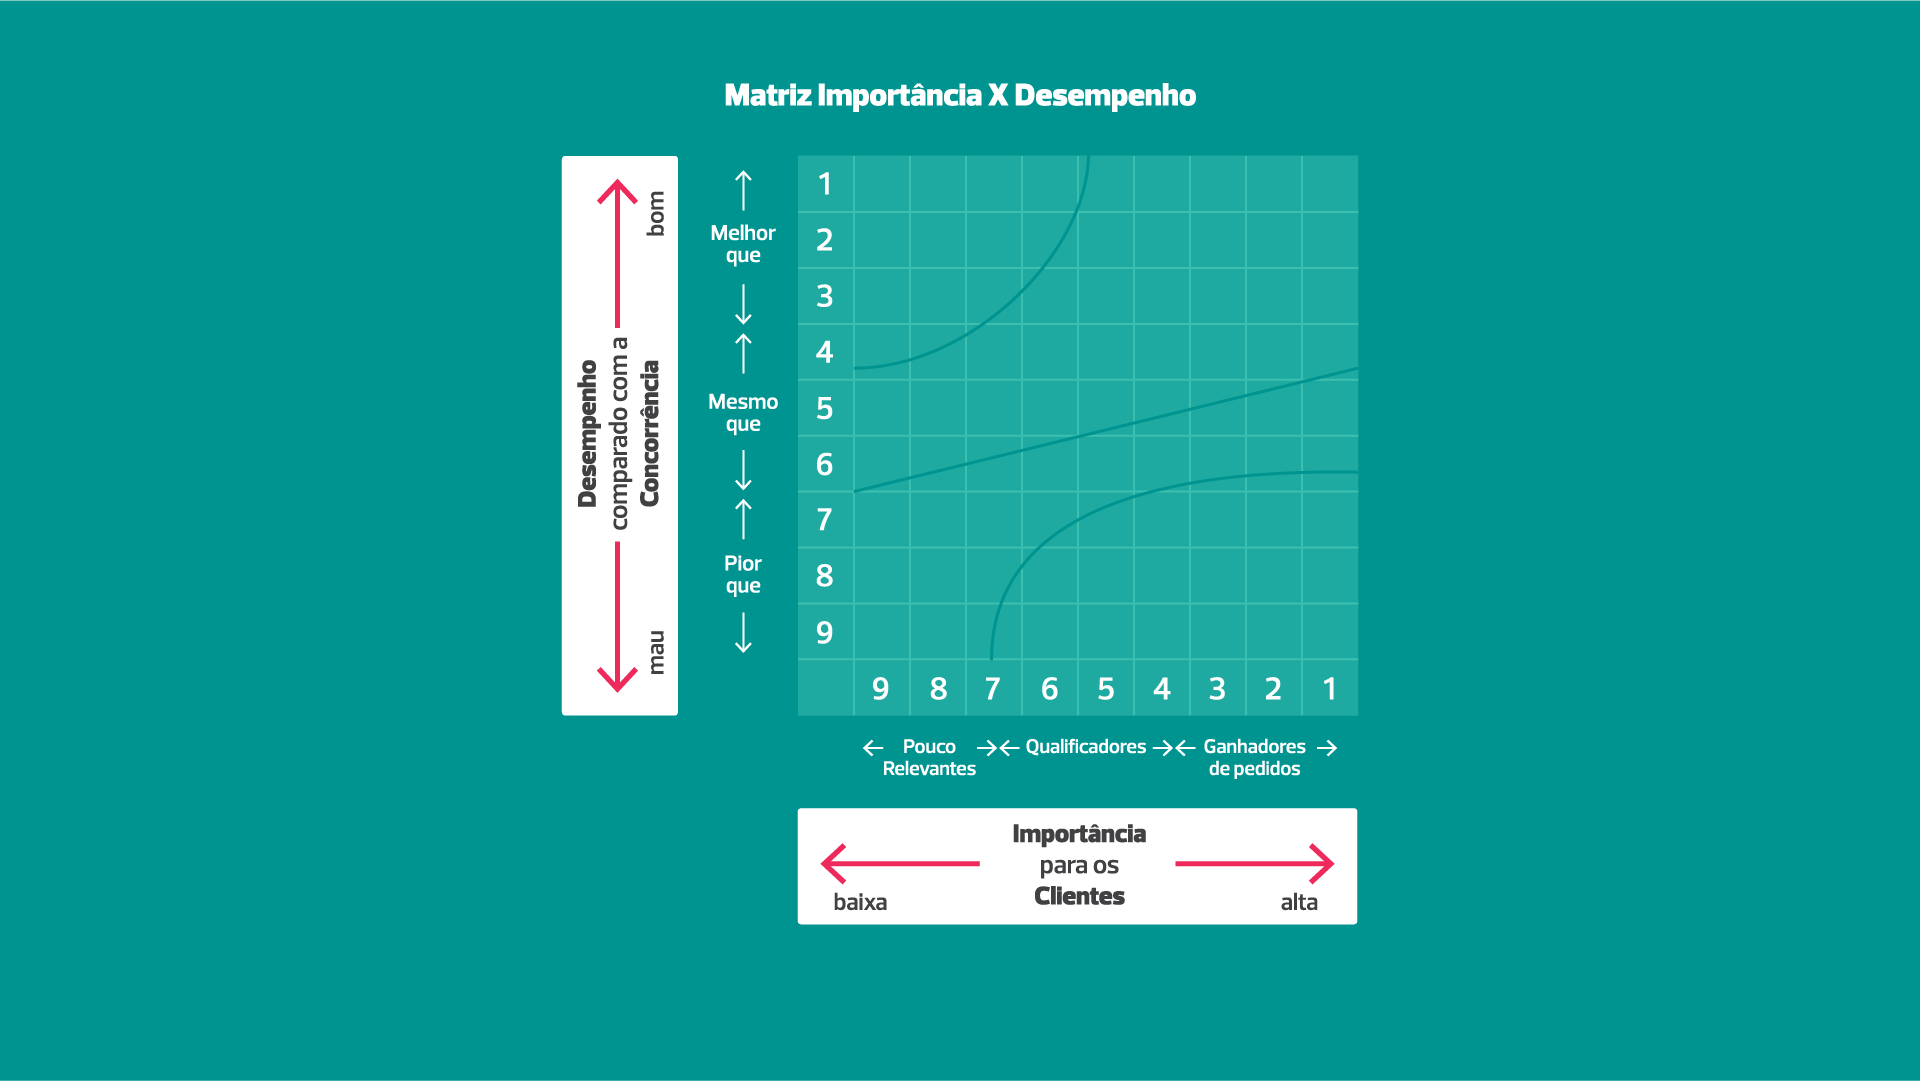 Matriz Importância X Desempenho
bom
Desempenho
comparado com a
Concorrência
mau
Melhor
que
Mesmo
que
Pior
que
1
2
3
4
5
6
7
8
9
9 8 7 6 5 4 3 2 1
Pouco
Relevantes
Qualificadores
Ganhadores
de pedidos
Importância
para os
Clientes
baixa
alta